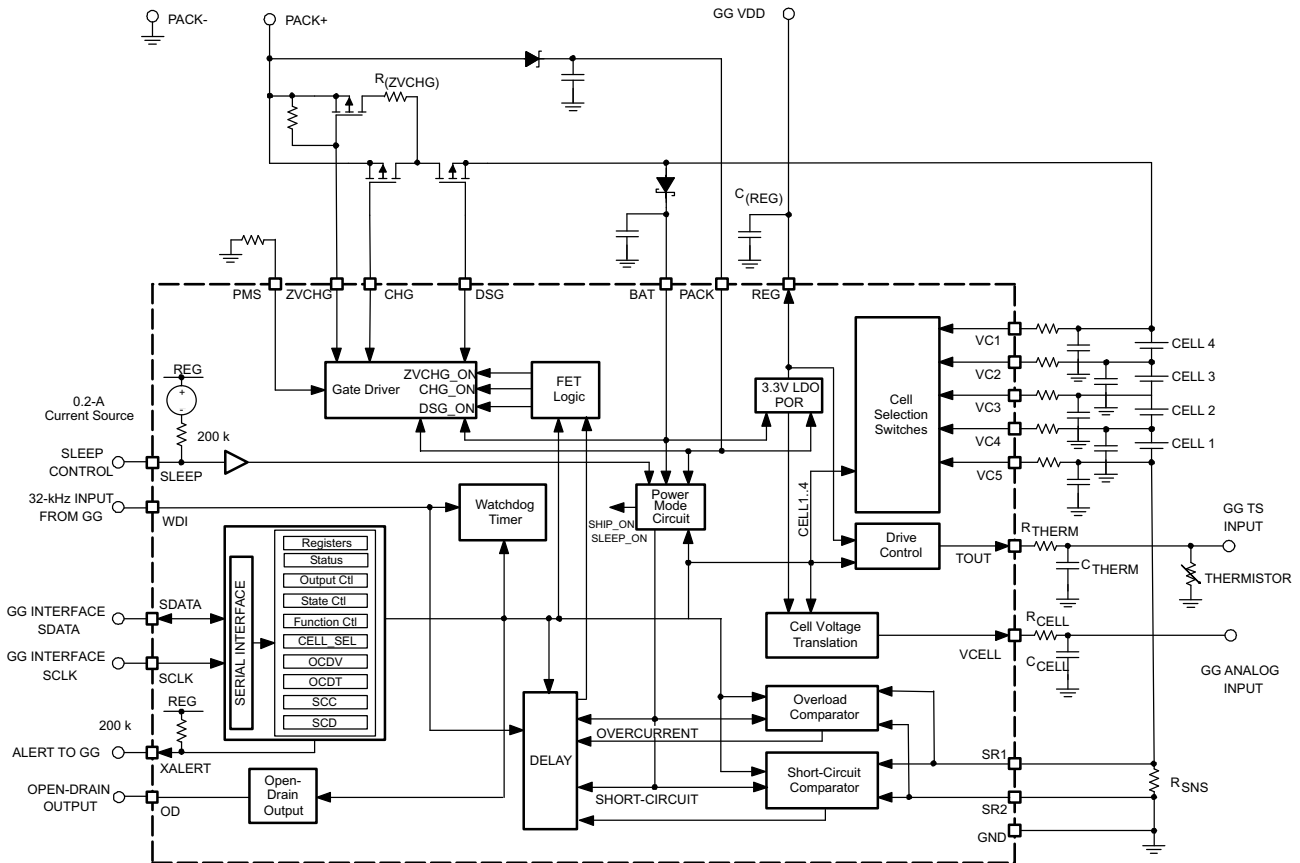 PACK-
PACK+
GG VDD
R(ZVCHG)
C(REG)
PMS
ZVCHG
CHG
DSG
BAT
PACK
REG
VC1
VC2
VC3
VC4
VC5
CELL 4
CELL 3
CELL 2
CELL 1
Gate Driver
ZVCHG_ON
CHG_ON
DSG_ON
FET
Logic
3.3V LDO
POR
Cell
Selection
Switches
REG
+
-
0.2-A
Current Source
200 k
SLEEP
CONTROL
SLEEP
32-kHz INPUT
FROM GG
WDI
Watchdog
Timer
Power
Mode
Circuit
SHIP_ON
SLEEP_ON
CELL1..4
Drive
Control
TOUT
RTHERM
CTHERM
GG TS
INPUT
THERMISTOR
Registers
Status
Output Ctl
State Ctl
Function Ctl
CELL_SEL
OCDV
OCDT
SCC
SCD
SERIAL INTERFACE
GG INTERFACE
SDATA
SDATA
GG INTERFACE
SCLK
SCLK
Cell Voltage
Translation
VCELL
RCELL
CCELL
GG ANALOG
INPUT
REG
200 k
ALERT TO GG
XALERT
OPEN-DRAIN
OUTPUT
OD
Open-
Drain
Output
DELAY
OVERCURRENT
SHORT-CIRCUIT
Overload
Comparator
Short-Circuit
Comparator
SR1
SR2
GND
RSNS